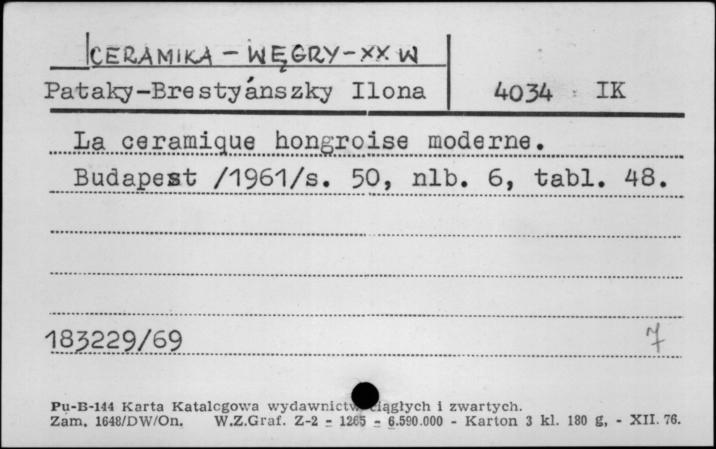 CERAMIKA - WĘGRY - XX W
Pataky-Brestyánszky Ilona 4034 IK
La ceramique hongroise moderne.
Budapest /1961/s. 50, nlb. 6, tabl. 48.
183229/69 7
Pu-B-144 Karta Katalogowa wydawnictw ciągłych i zwartych.
Zam. 1648/DW/On. W.Z.Graf. Z-2 - 1265 - 6.590.000 - Karton 3 kl. 180 g, - XII. 76.